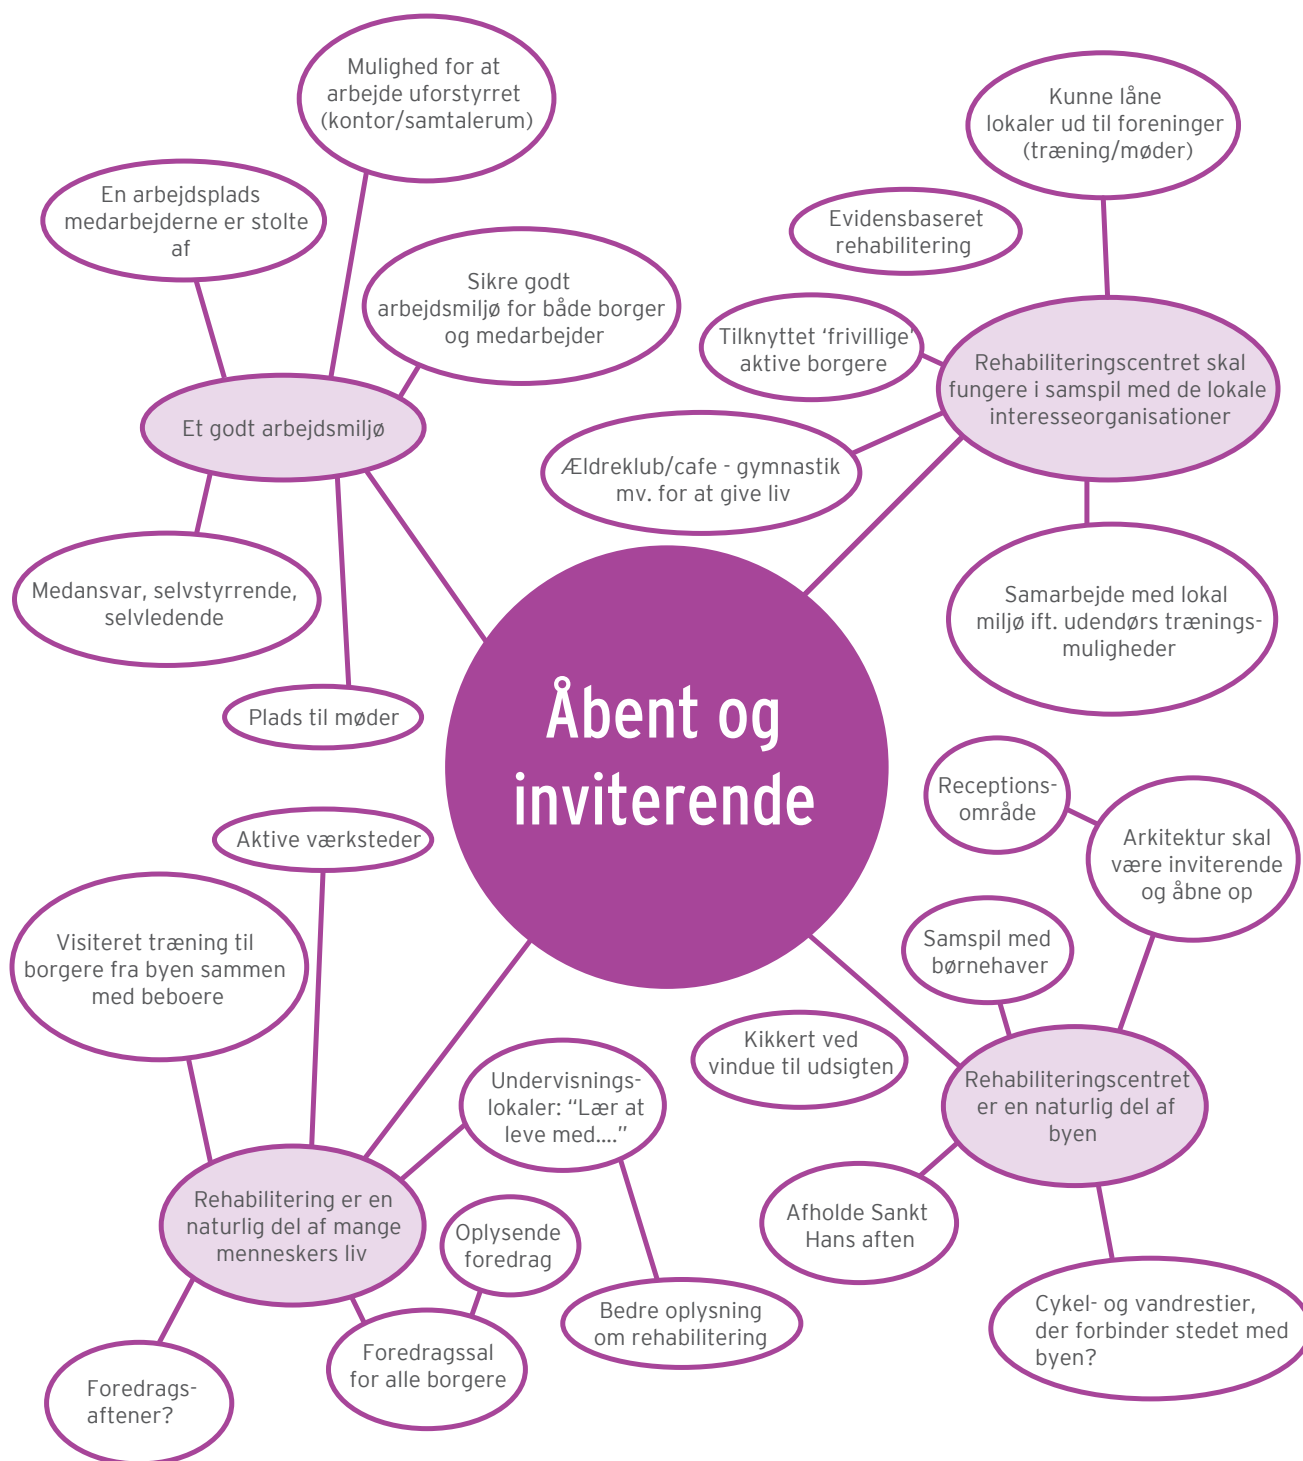 Mulighed for at
arbejde uforstyrret
(kontor/samtalerum)
En arbejdsplads
medarbejderne er stolte
af
Sikre godt
arbejdsmiljø for både borger
og medarbejder
Et godt arbejdsmiljø
Medansvar, selvstyrrende,
selvledende
Plads til møder
Kunne låne
lokaler ud til foreninger
(træning/møder)
Evidensbaseret
rehabilitering
Tilknyttet ‘frivillige’
aktive borgere
Rehabiliteringscentret skal
fungere i samspil med de lokale
interesseorganisationer
Ældreklub/cafe - gymnastik
mv. for at give liv
Samarbejde med lokal
miljø ift. udendørs trænings-
muligheder
Åbent og
inviterende
Aktive værksteder
Visiteret træning til
borgere fra byen sammen
med beboere
Undervisnings-
lokaler: “Lær at
leve med....”
Rehabilitering er en
naturlig del af mange
menneskers liv
Oplysende
foredrag
Bedre oplysning
om rehabilitering
Foredragssal
for alle borgere
Foredrags-
aftener?
Receptions-
område
Arkitektur skal
være inviterende
og åbne op
Samspil med
børnehaver
Kikkert ved
vindue til udsigten
Rehabiliteringscentret
er en naturlig del af
byen
Afholde Sankt
Hans aften
Cykel- og vandrestier,
der forbinder stedet med
byen?